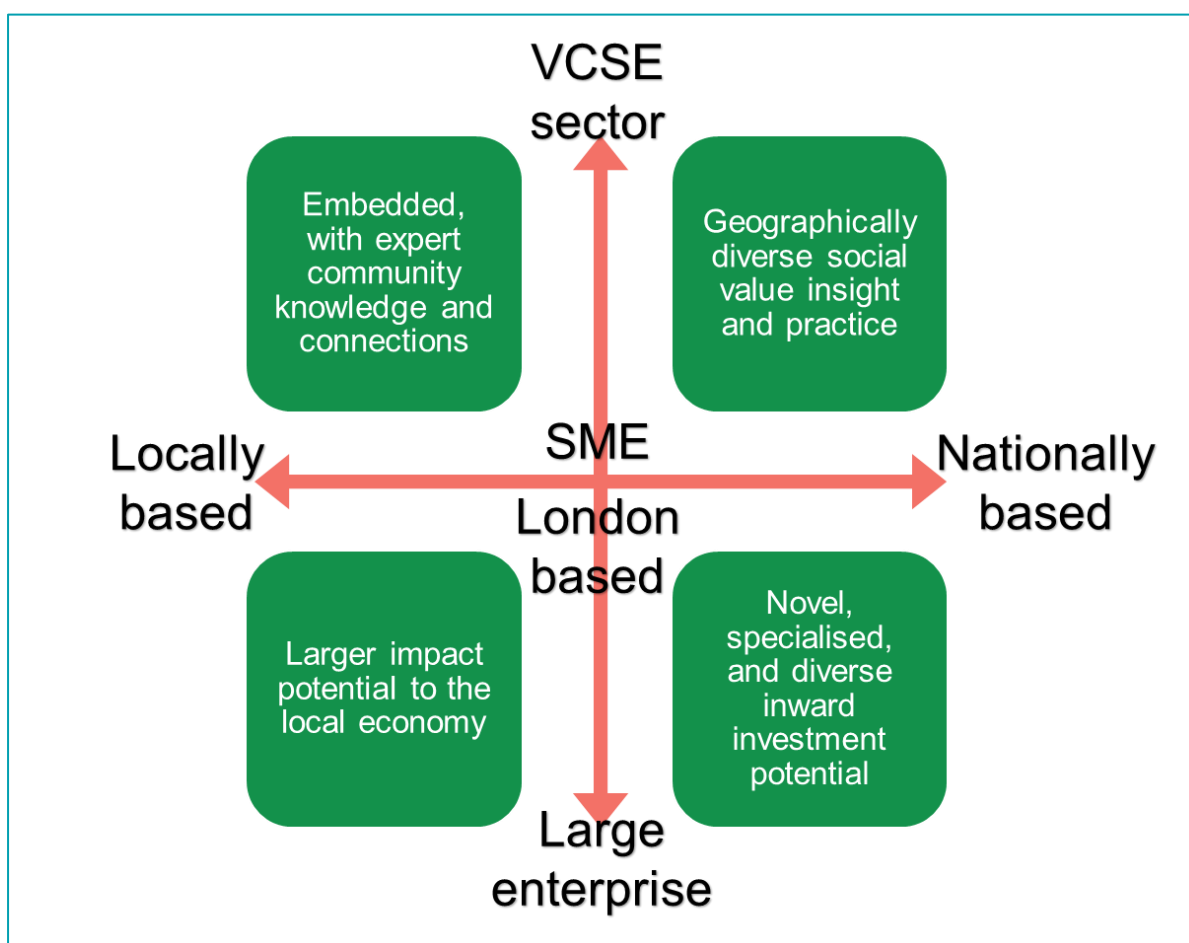 VCSE
sector
Embedded,
with expert
community
knowledge and
connections
Geographically
diverse social
value insight
and practice
Locally
based
SME
London
based
Nationally
based
Larger impact
potential to the
local economy
Novel,
specialised,
and diverse
inward
investment
potential
Large
enterprise